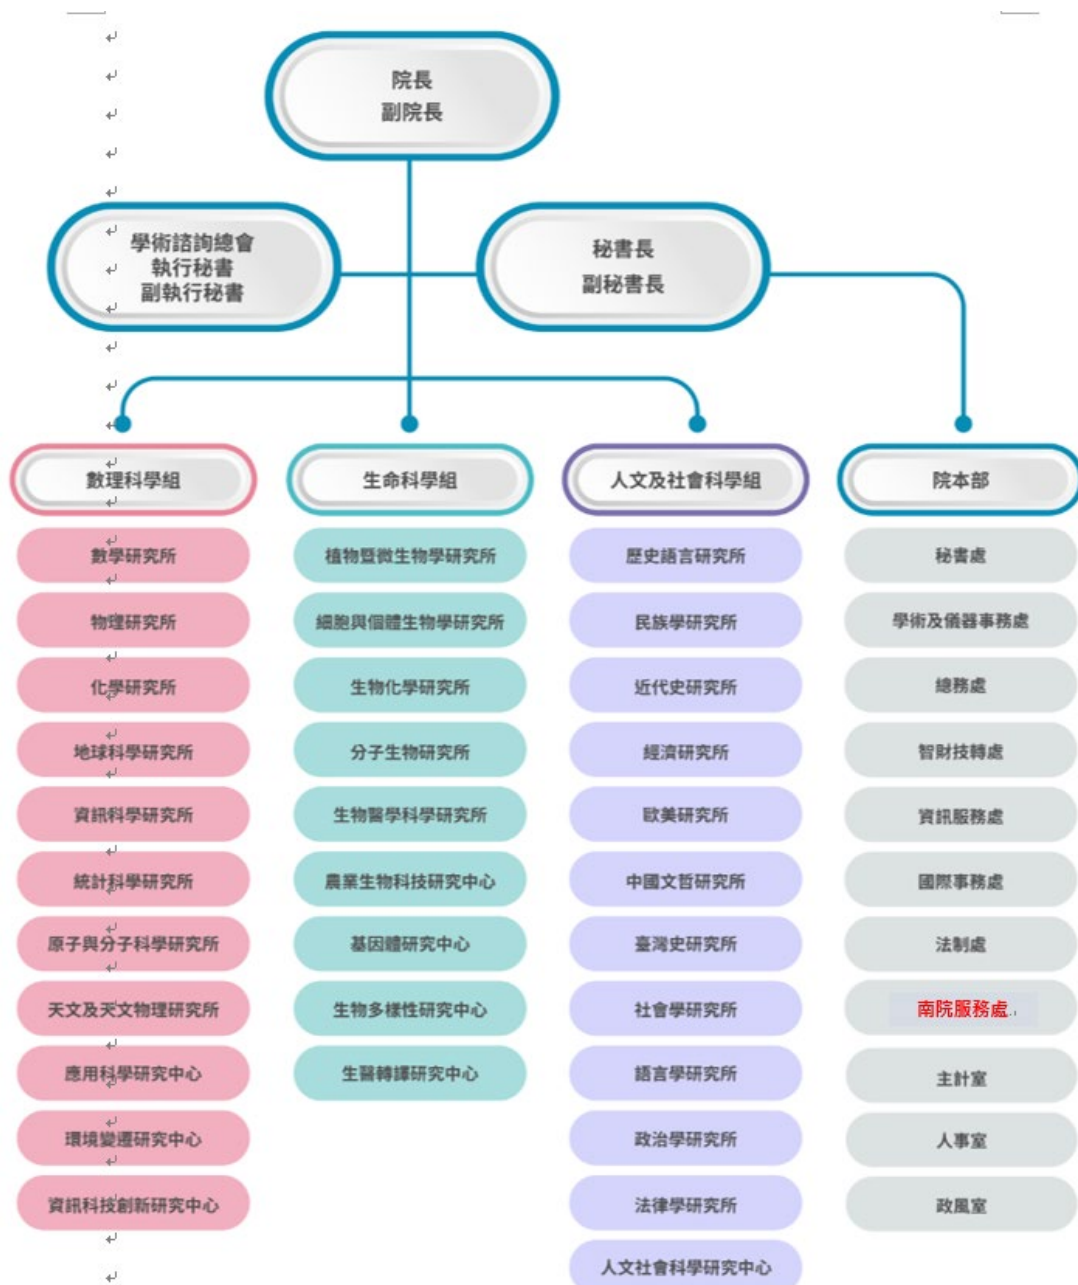 院長
副院長
學術諮詢總會
執行秘書
副執行秘書
秘書長
副秘書長
數理科學組
數學研究所
物理研究所
化學研究所
地球科學研究所
資訊科學研究所
統計科學研究所
原子與分子科學研究所
天文及天文物理研究所
應用科學研究中心
環境變遷研究中心
資訊科技創新研究中心
生命科學組
植物暨微生物學研究所
細胞與個體生物學研究所
生物化學研究所
分子生物研究所
生物醫學科學研究所
農業生物科技研究中心
基因體研究中心
生物多樣性研究中心
生醫轉譯研究中心
人文及社會科學組
歷史語言研究所
民族學研究所
近代史研究所
經濟研究所
歐美研究所
中國文哲研究所
臺灣史研究所
社會學研究所
語言學研究所
政治學研究所
法律學研究所
人文社會科學研究中心
院本部
秘書處
學術及儀器事務處
總務處
智財技轉處
資訊服務處
國際事務處
法制處
南院服務處
主計室
人事室
政風室